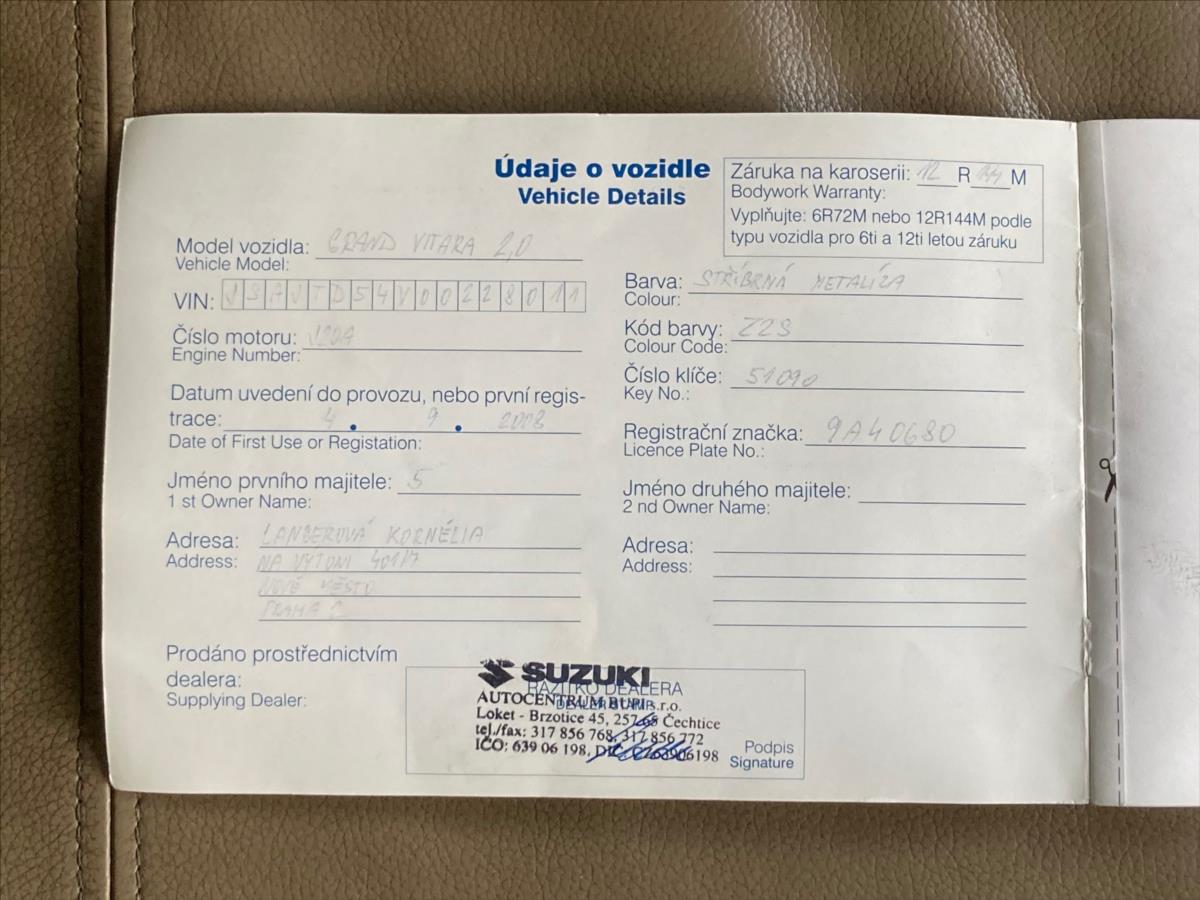 Údaje o vozidle
Vehicle Details
Záruka na karoserii: 12 R 144 M
Bodywork Warranty:
Vyplňujte: 6R72M nebo 12R144M podle
typu vozidla pro 6ti a 12ti letou záruku
Model vozidla: GRAND VITARA 2,0
Vehicle Model:
VIN: JSAJTD54V00228011
Číslo motoru: J20A
Engine Number:
Datum uvedení do provozu, nebo první regis-
trace: 4. 9. 2008
Date of First Use or Registation:
Jméno prvního majitele: 5
1 st Owner Name:
Adresa: LANGEROVÁ KORNÉLIA
Address: NA VÝTONI 401/7
NOVÉ MĚSTO
PRAHA 2
Barva: STŘÍBRNÁ METALÍZA
Colour:
Kód barvy: Z2S
Colour Code:
Číslo klíče: 51090
Key No.:
Registrační značka: 9A40680
Licence Plate No.:
Jméno druhého majitele:
2 nd Owner Name:
Adresa:
Address:
Prodáno prostřednictvím
dealera:
Supplying Dealer:
SUZUKI
RAZÍTKO DEALERA
DEALER STAMP
AUTOCENTRUM BURI s.r.o.
Loket - Brzotice 45, 257 68 Čechtice
tel./fax: 317 856 768, 317 856 772
IČO: 639 06 198, DIČ: CZ63906198
Podpis
Signature